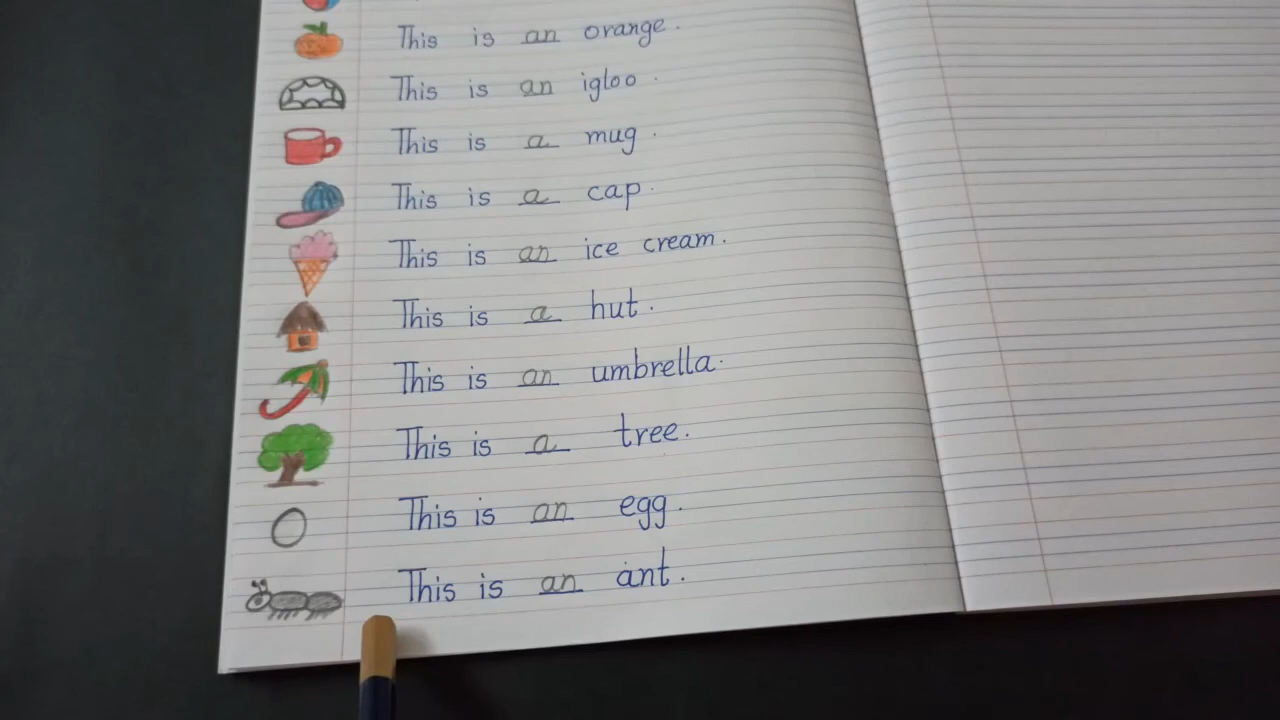 This is an orange.
This is an igloo.
This is a mug.
This is a cap.
This is an ice cream.
This is a hut.
This is an umbrella.
This is a tree.
This is an egg.
This is an ant.